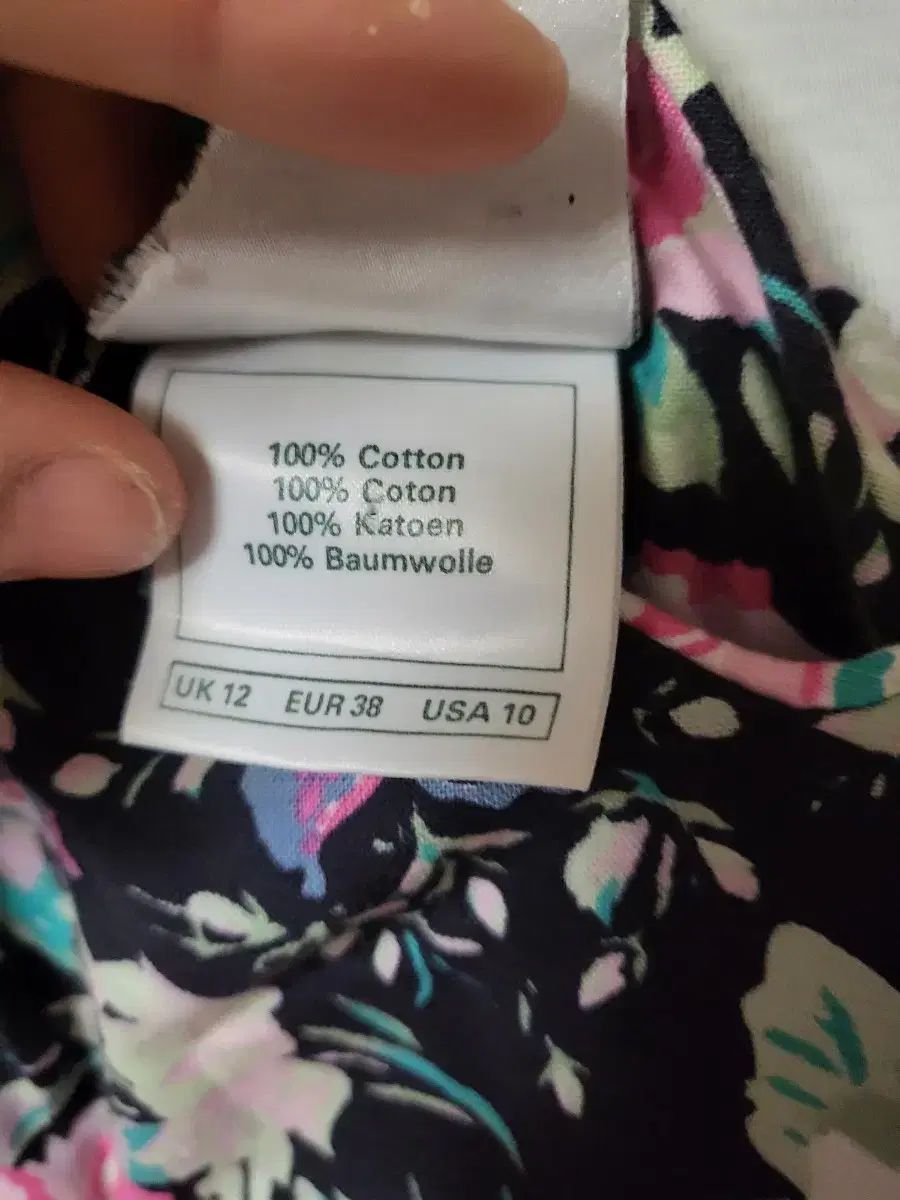 100% Cotton
100% Coton
100% Katoen
100% Baumwolle
UK 12 EUR 38 USA 10